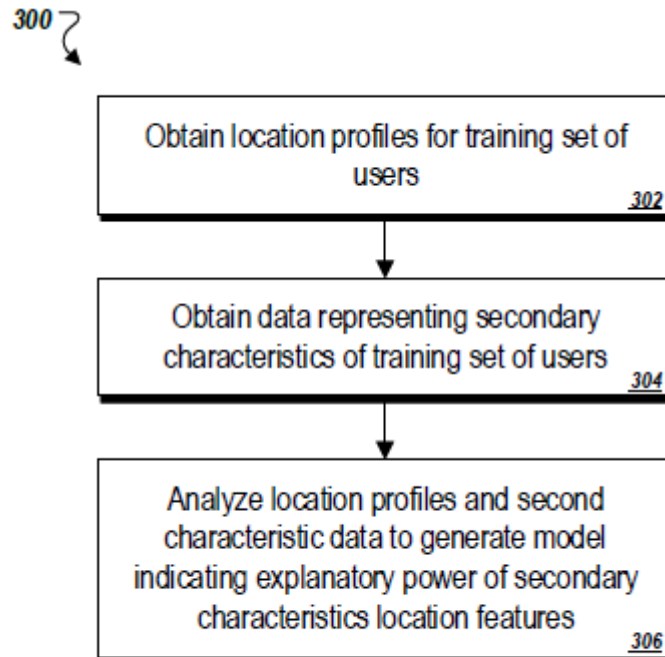 300
Obtain location profiles for training set of
users
302
Obtain data representing secondary
characteristics of training set of users
304
Analyze location profiles and second
characteristic data to generate model
indicating explanatory power of secondary
characteristics location features
306